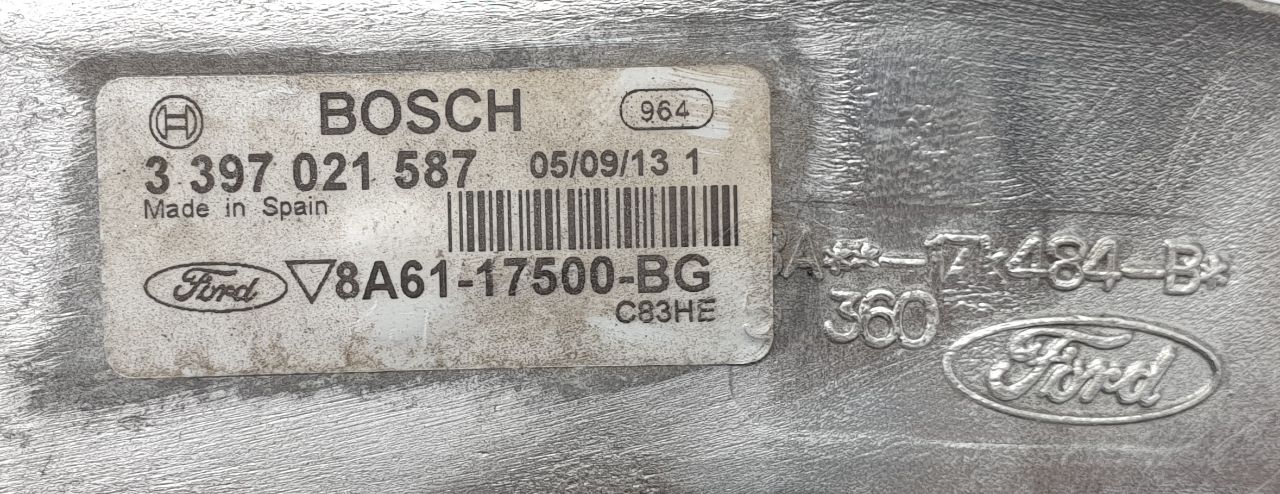 BOSCH 964
3 397 021 587 05/09/13 1
Made in Spain
Ford 8A61-17500-BG
C83HE
A**-17K484-B*
360
Ford